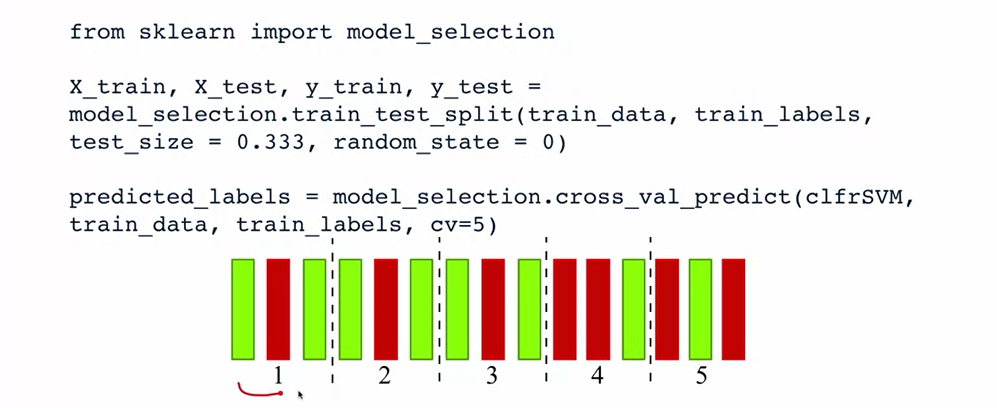 from sklearn import model_selection
X_train, X_test, y_train, y_test =
model_selection.train_test_split(train_data, train_labels,
test_size = 0.333, random_state = 0)
predicted_labels = model_selection.cross_val_predict(clfrSVM,
train_data, train_labels, cv=5)
1 2 3 4 5